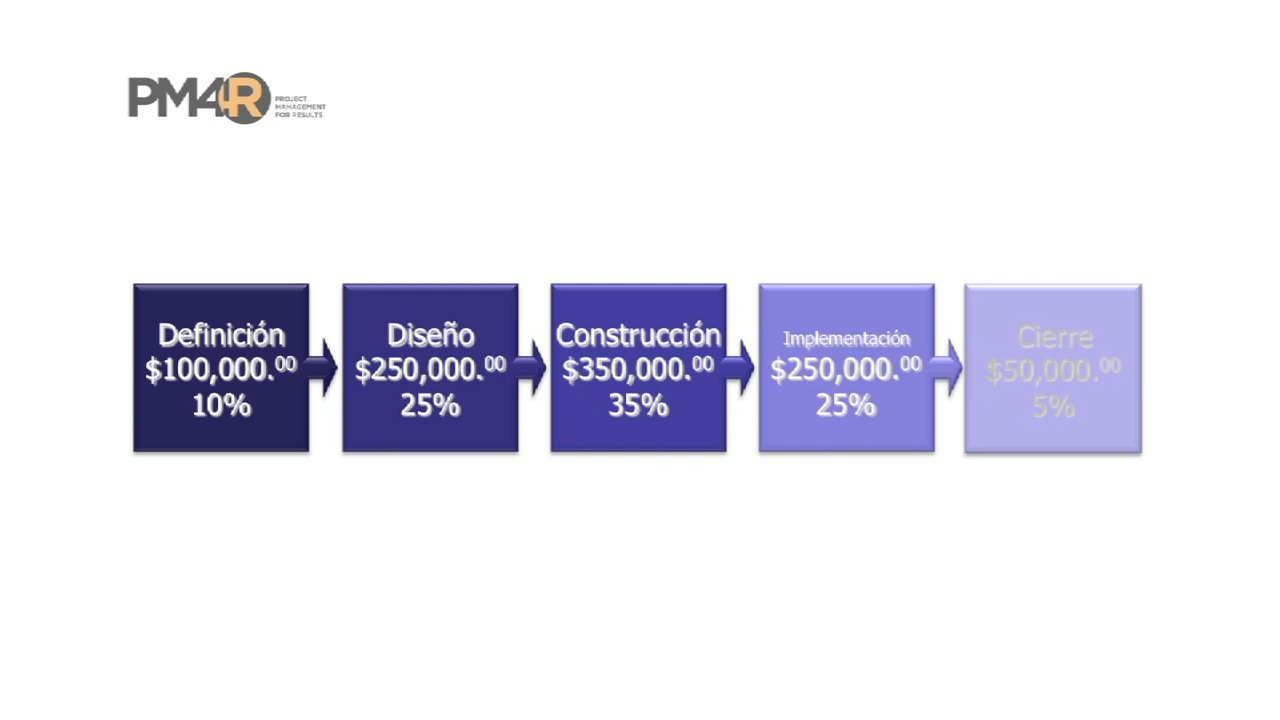 PM4R
PROJECT
MANAGEMENT
FOR RESULTS
Definición
$100,000.00
10%
Diseño
$250,000.00
25%
Construcción
$350,000.00
35%
Implementación
$250,000.00
25%
Cierre
$50,000.00
5%